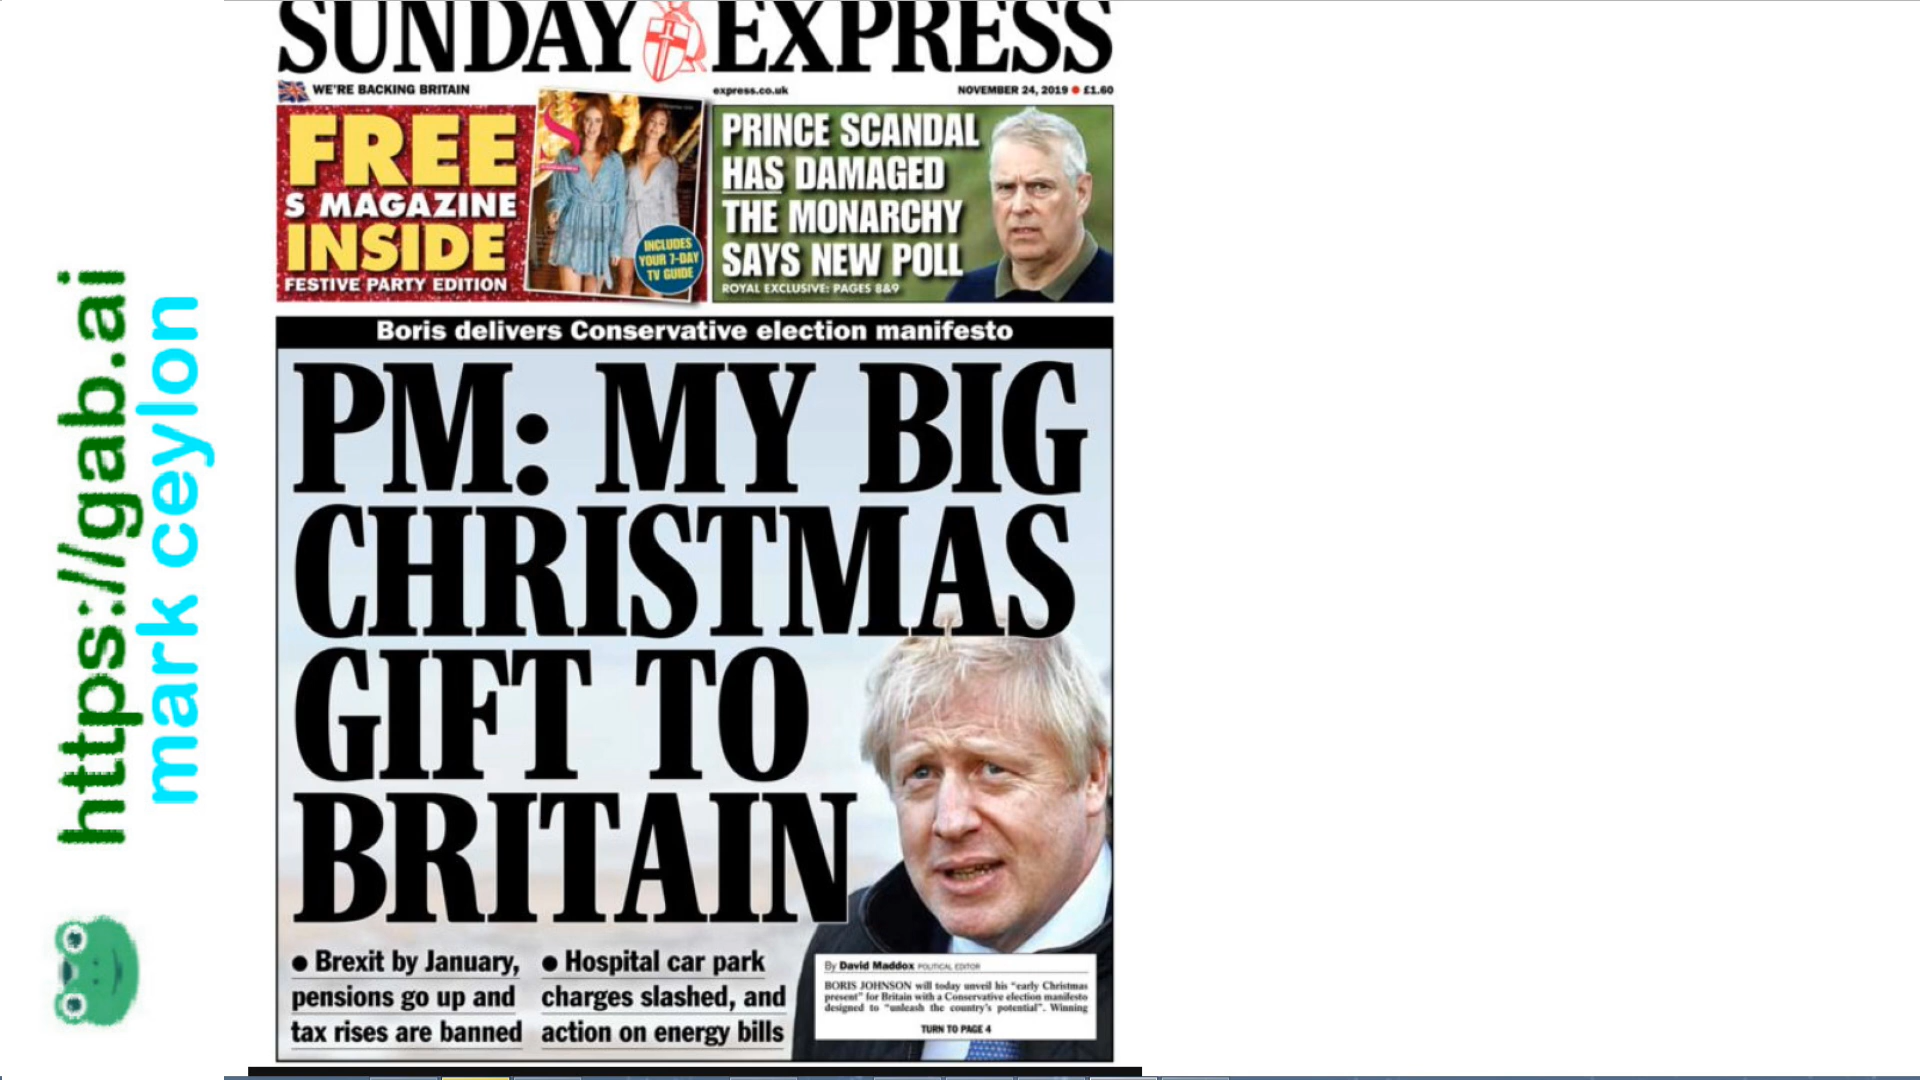 https://gab.ai
mark ceylon
SUNDAY EXPRESS
WE'RE BACKING BRITAIN
express.co.uk
NOVEMBER 24, 2019 ● £1.60
FREE
S MAGAZINE
INSIDE
FESTIVE PARTY EDITION
S
INCLUDES
YOUR 7-DAY
TV GUIDE
PRINCE SCANDAL
HAS DAMAGED
THE MONARCHY
SAYS NEW POLL
ROYAL EXCLUSIVE: PAGES 8&9
Boris delivers Conservative election manifesto
PM: MY BIG
CHRISTMAS
GIFT TO
BRITAIN
● Brexit by January,
pensions go up and
tax rises are banned
● Hospital car park
charges slashed, and
action on energy bills
By David Maddox POLITICAL EDITOR
BORIS JOHNSON will today unveil his "early Christmas
present" for Britain with a Conservative election manifesto
designed to "unleash the country's potential". Winning
TURN TO PAGE 4